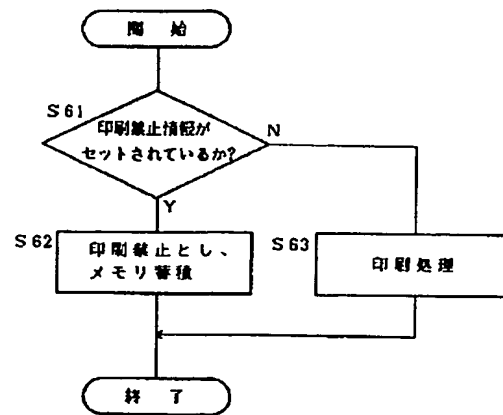 開 始
S61
印刷禁止情報が
セットされているか?
N
Y
S62
印刷禁止とし、
メモリ蓄積
S63
印刷処理
終 了